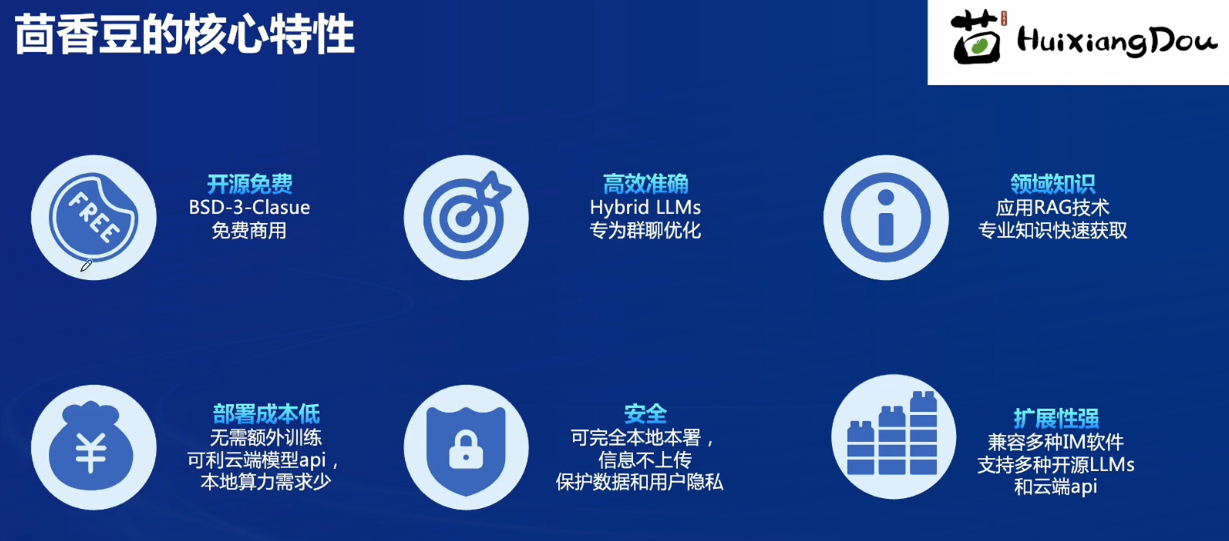 茴香豆的核心特性
茴
HuiXiangDou
FREE
开源免费
BSD-3-Clasue
免费商用
高效准确
Hybrid LLMs
专为群聊优化
领域知识
应用RAG技术
专业知识快速获取
¥
部署成本低
无需额外训练
可利云端模型api，
本地算力需求少
安全
可完全本地本署，
信息不上传
保护数据和用户隐私
扩展性强
兼容多种IM软件
支持多种开源LLMs
和云端api